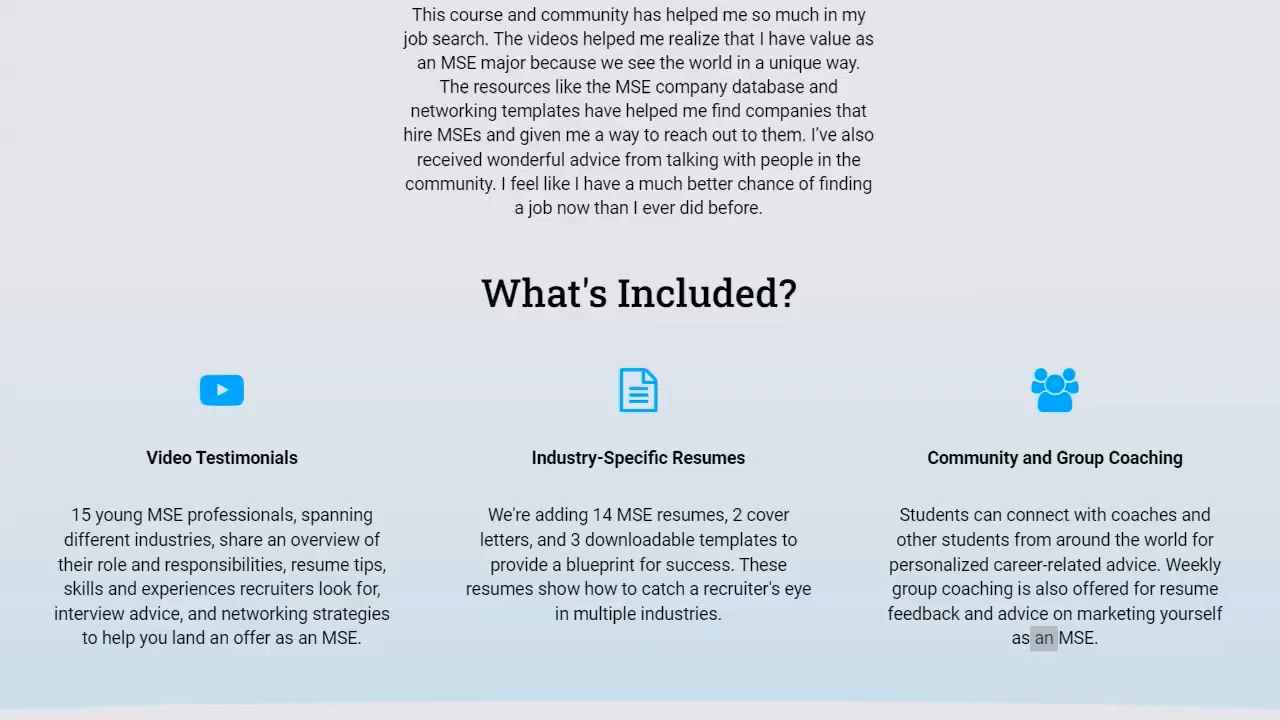 This course and community has helped me so much in my
job search. The videos helped me realize that I have value as
an MSE major because we see the world in a unique way.
The resources like the MSE company database and
networking templates have helped me find companies that
hire MSEs and given me a way to reach out to them. I've also
received wonderful advice from talking with people in the
community. I feel like I have a much better chance of finding
a job now than I ever did before.
What's Included?
Video Testimonials
15 young MSE professionals, spanning
different industries, share an overview of
their role and responsibilities, resume tips,
skills and experiences recruiters look for,
interview advice, and networking strategies
to help you land an offer as an MSE.
Industry-Specific Resumes
We're adding 14 MSE resumes, 2 cover
letters, and 3 downloadable templates to
provide a blueprint for success. These
resumes show how to catch a recruiter's eye
in multiple industries.
Community and Group Coaching
Students can connect with coaches and
other students from around the world for
personalized career-related advice. Weekly
group coaching is also offered for resume
feedback and advice on marketing yourself
as an MSE.